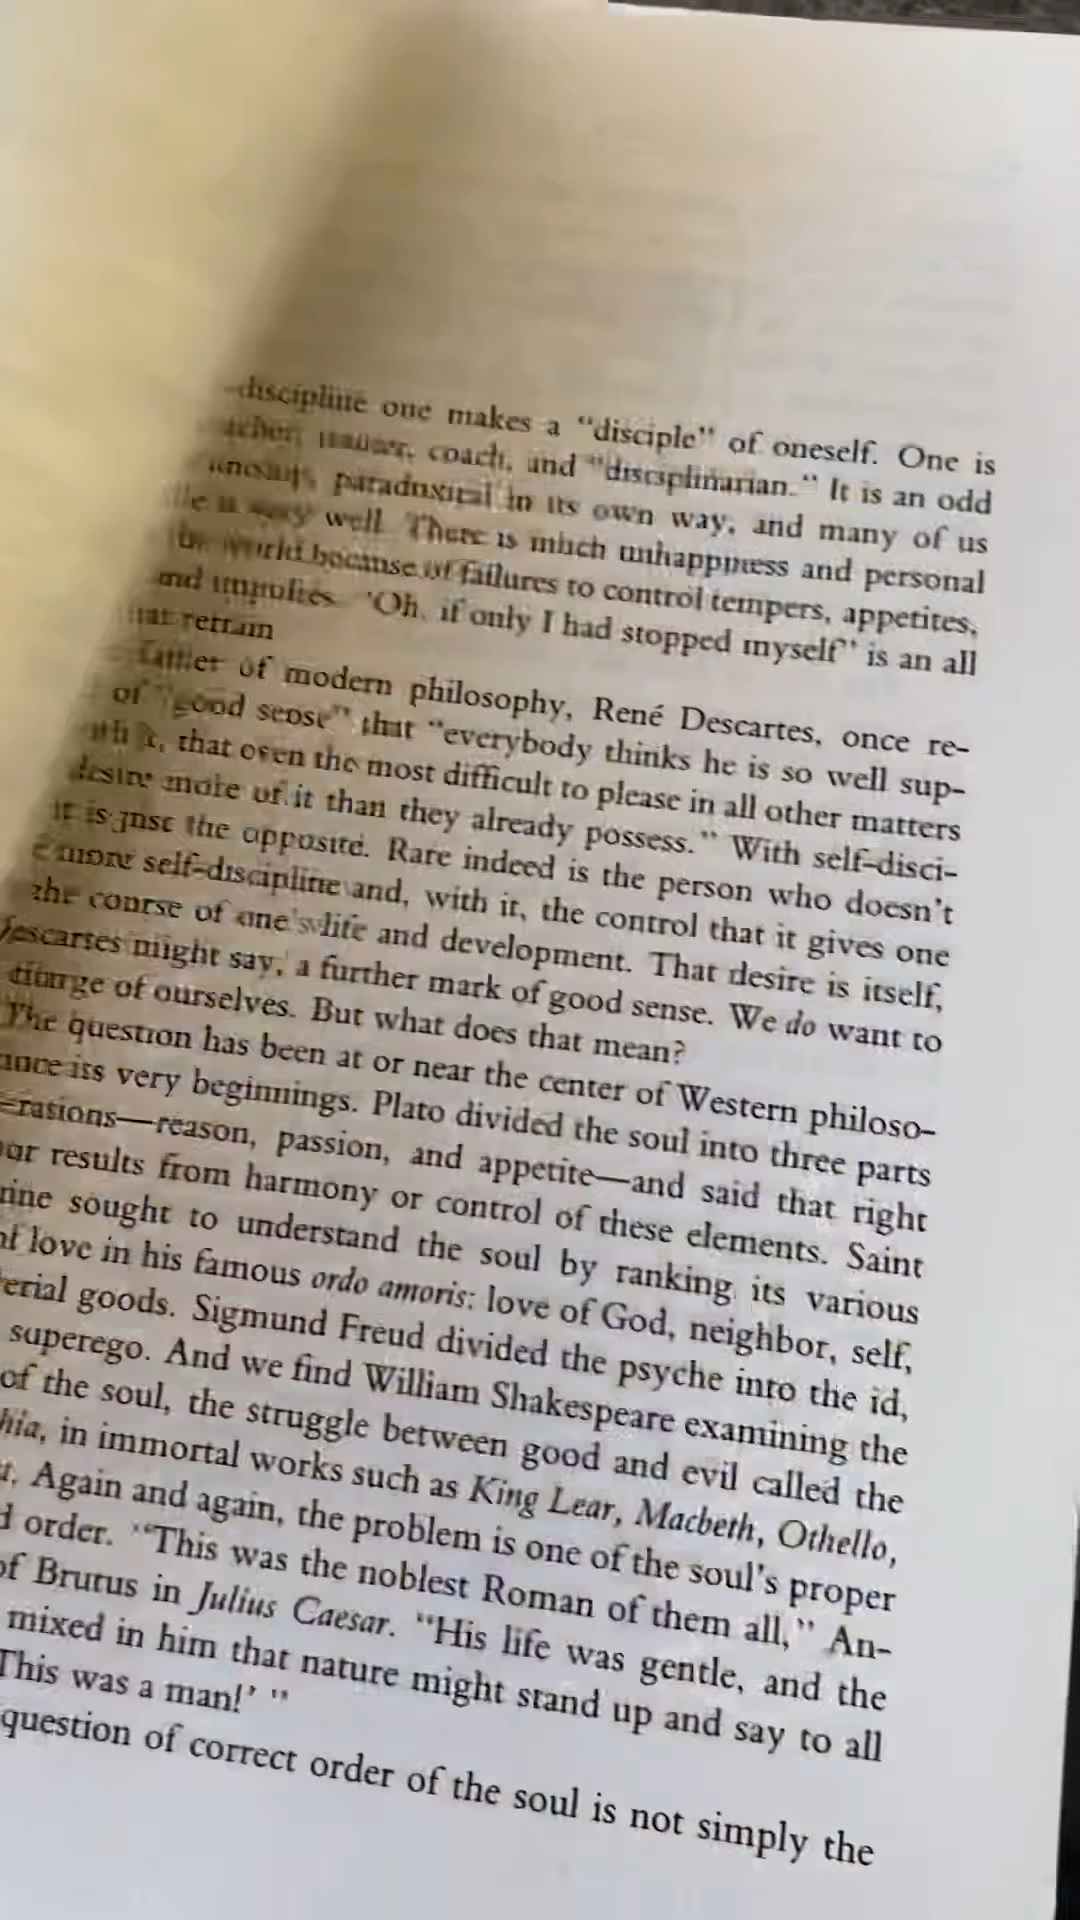 discipline one makes a “disciple” of oneself. One is
coach, and “disciplinarian.” It is an odd
paradoxical in its own way, and many of us
well. There is much unhappiness and personal
world because of failures to control tempers, appetites,
and impulses. “Oh, if only I had stopped myself” is an all
of modern philosophy, René Descartes, once re-
of “good sense” that “everybody thinks he is so well sup-
it, that even the most difficult to please in all other matters
desire more of it than they already possess.” With self-disci-
it is just the opposite. Rare indeed is the person who doesn’t
more self-discipline and, with it, the control that it gives one
the course of one’s life and development. That desire is itself,
Descartes might say, a further mark of good sense. We do want to
of ourselves. But what does that mean?
The question has been at or near the center of Western philoso-
its very beginnings. Plato divided the soul into three parts
—reason, passion, and appetite—and said that right
results from harmony or control of these elements. Saint
sought to understand the soul by ranking its various
love in his famous ordo amoris: love of God, neighbor, self,
goods. Sigmund Freud divided the psyche into the id,
superego. And we find William Shakespeare examining the
of the soul, the struggle between good and evil called the
in immortal works such as King Lear, Macbeth, Othello,
Again and again, the problem is one of the soul’s proper
order. “This was the noblest Roman of them all,” An-
of Brutus in Julius Caesar. “His life was gentle, and the
mixed in him that nature might stand up and say to all
This was a man!’ ”
question of correct order of the soul is not simply the